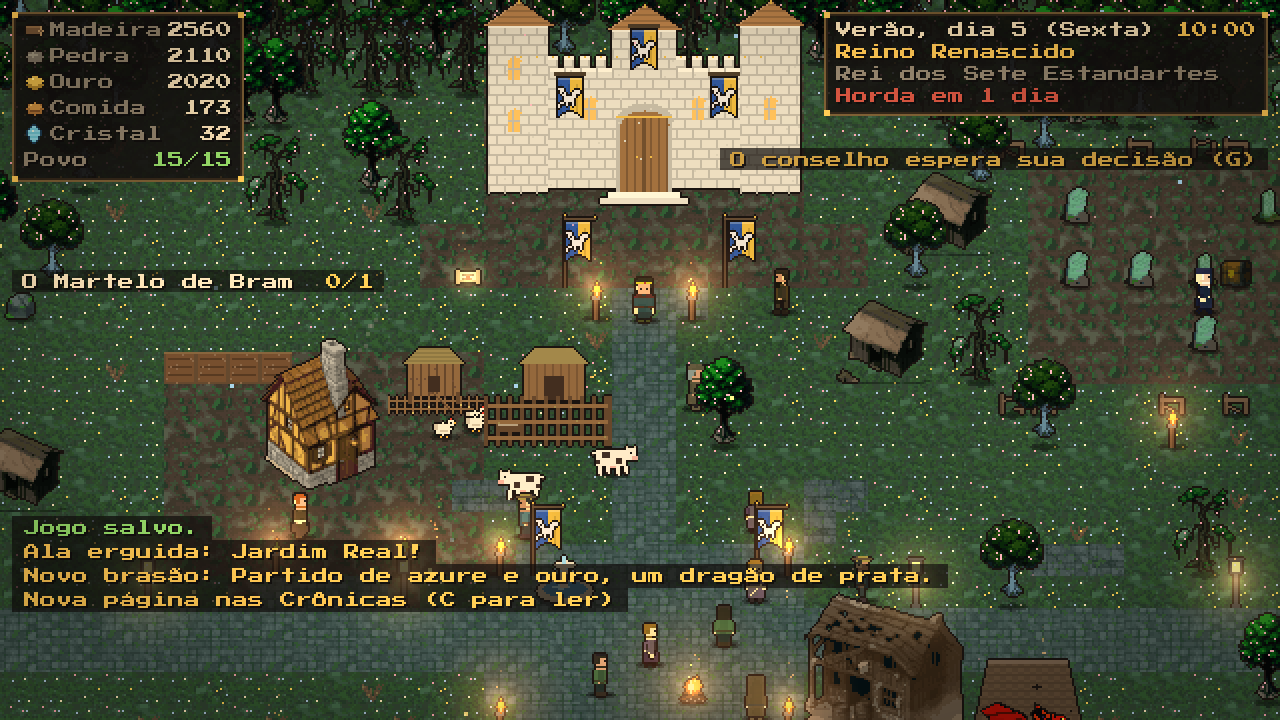 Madeira 2560
Pedra 2110
Ouro 2020
Comida 173
Cristal 32
Povo 15/15
Verão, dia 5 (Sexta) 10:00
Reino Renascido
Rei dos Sete Estandartes
Horda em 1 dia
O conselho espera sua decisão (G)
O Martelo de Bram 0/1
Jogo salvo.
Ala erguida: Jardim Real!
Novo brasão: Partido de azure e ouro, um dragão de prata.
Nova página nas Crônicas (C para ler)